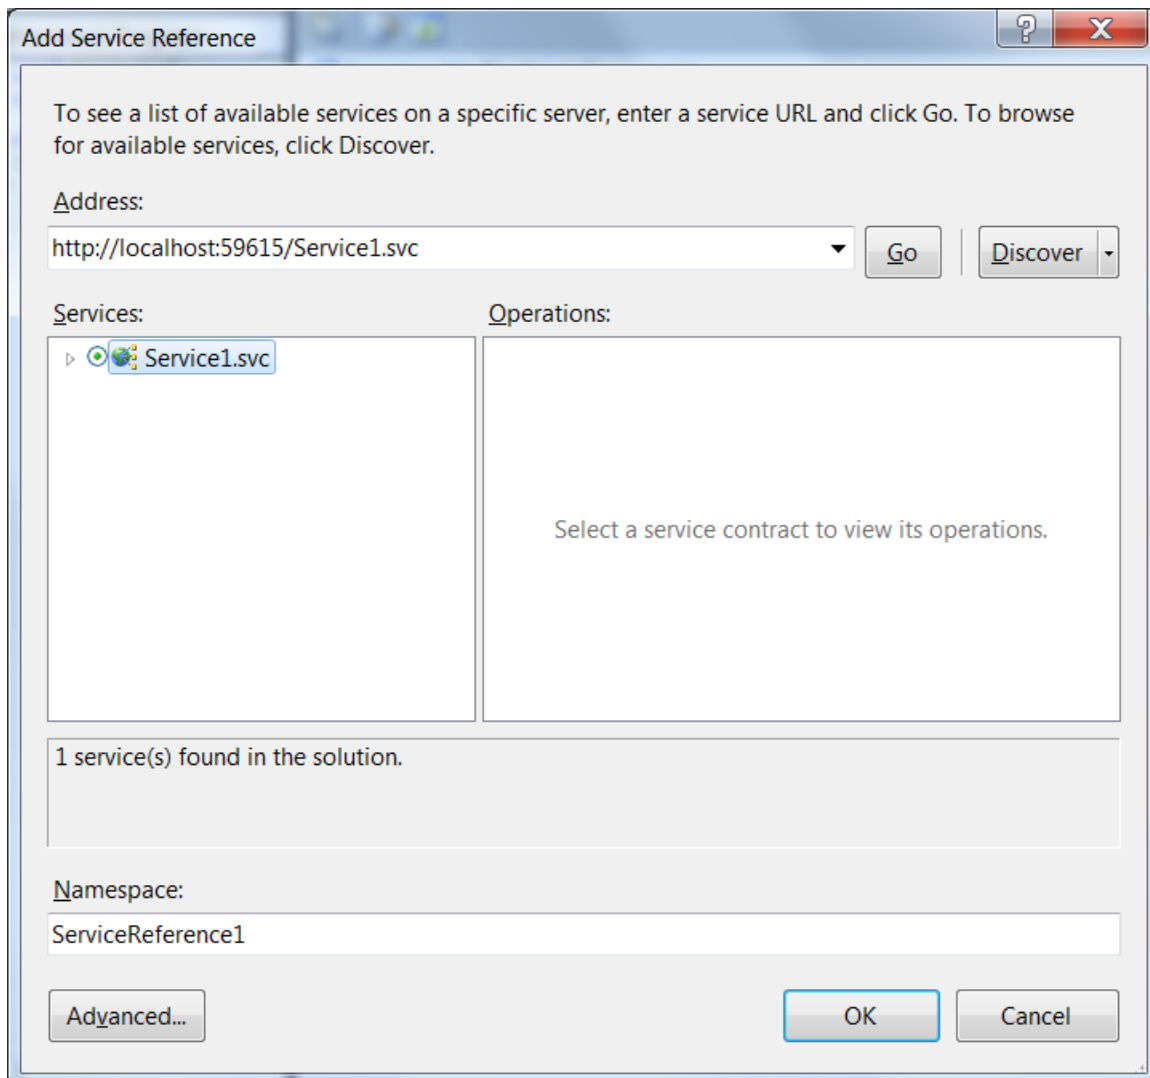 Add Service Reference
To see a list of available services on a specific server, enter a service URL and click Go. To browse
for available services, click Discover.
Address:
http://localhost:59615/Service1.svc
Go
Discover
Services:
Operations:
Service1.svc
Select a service contract to view its operations.
1 service(s) found in the solution.
Namespace:
ServiceReference1
Advanced...
OK
Cancel